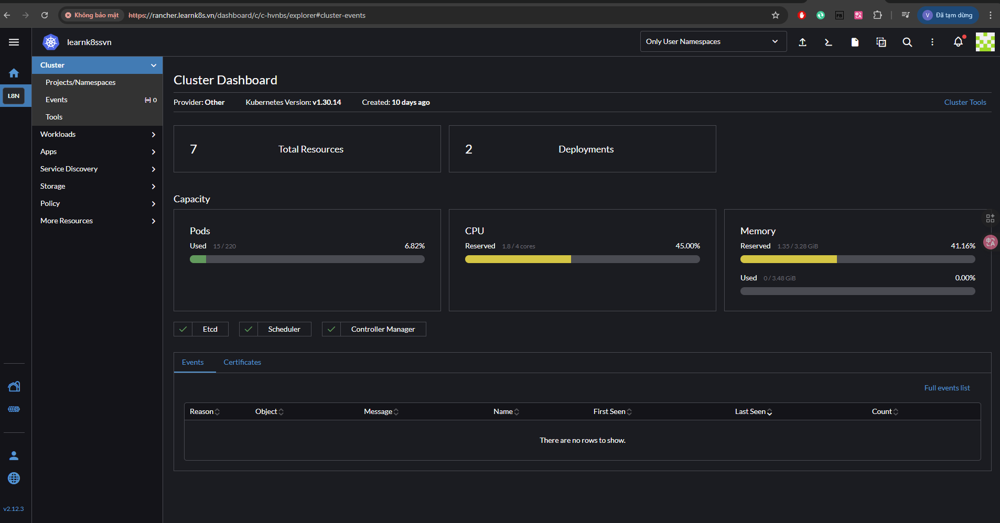 Không bảo mật https://rancher.learnk8s.vn/dashboard/c/c-hvnbs/explorer#cluster-events FB V Đã tạm dừng
learnk8ssvn Only User Namespaces
Cluster
Projects/Namespaces
Events 0
Tools
Workloads
Apps
Service Discovery
Storage
Policy
More Resources
L8N
v2.12.3
Cluster Dashboard
Provider: Other Kubernetes Version: v1.30.14 Created: 10 days ago Cluster Tools
7 Total Resources
2 Deployments
Capacity
Pods
Used 15 / 220 6.82%
CPU
Reserved 1.8 / 4 cores 45.00%
Memory
Reserved 1.35 / 3.28 GiB 41.16%
Used 0 / 3.48 GiB 0.00%
Etcd Scheduler Controller Manager
Events Certificates
Full events list
Reason Object Message Name First Seen Last Seen Count
There are no rows to show.